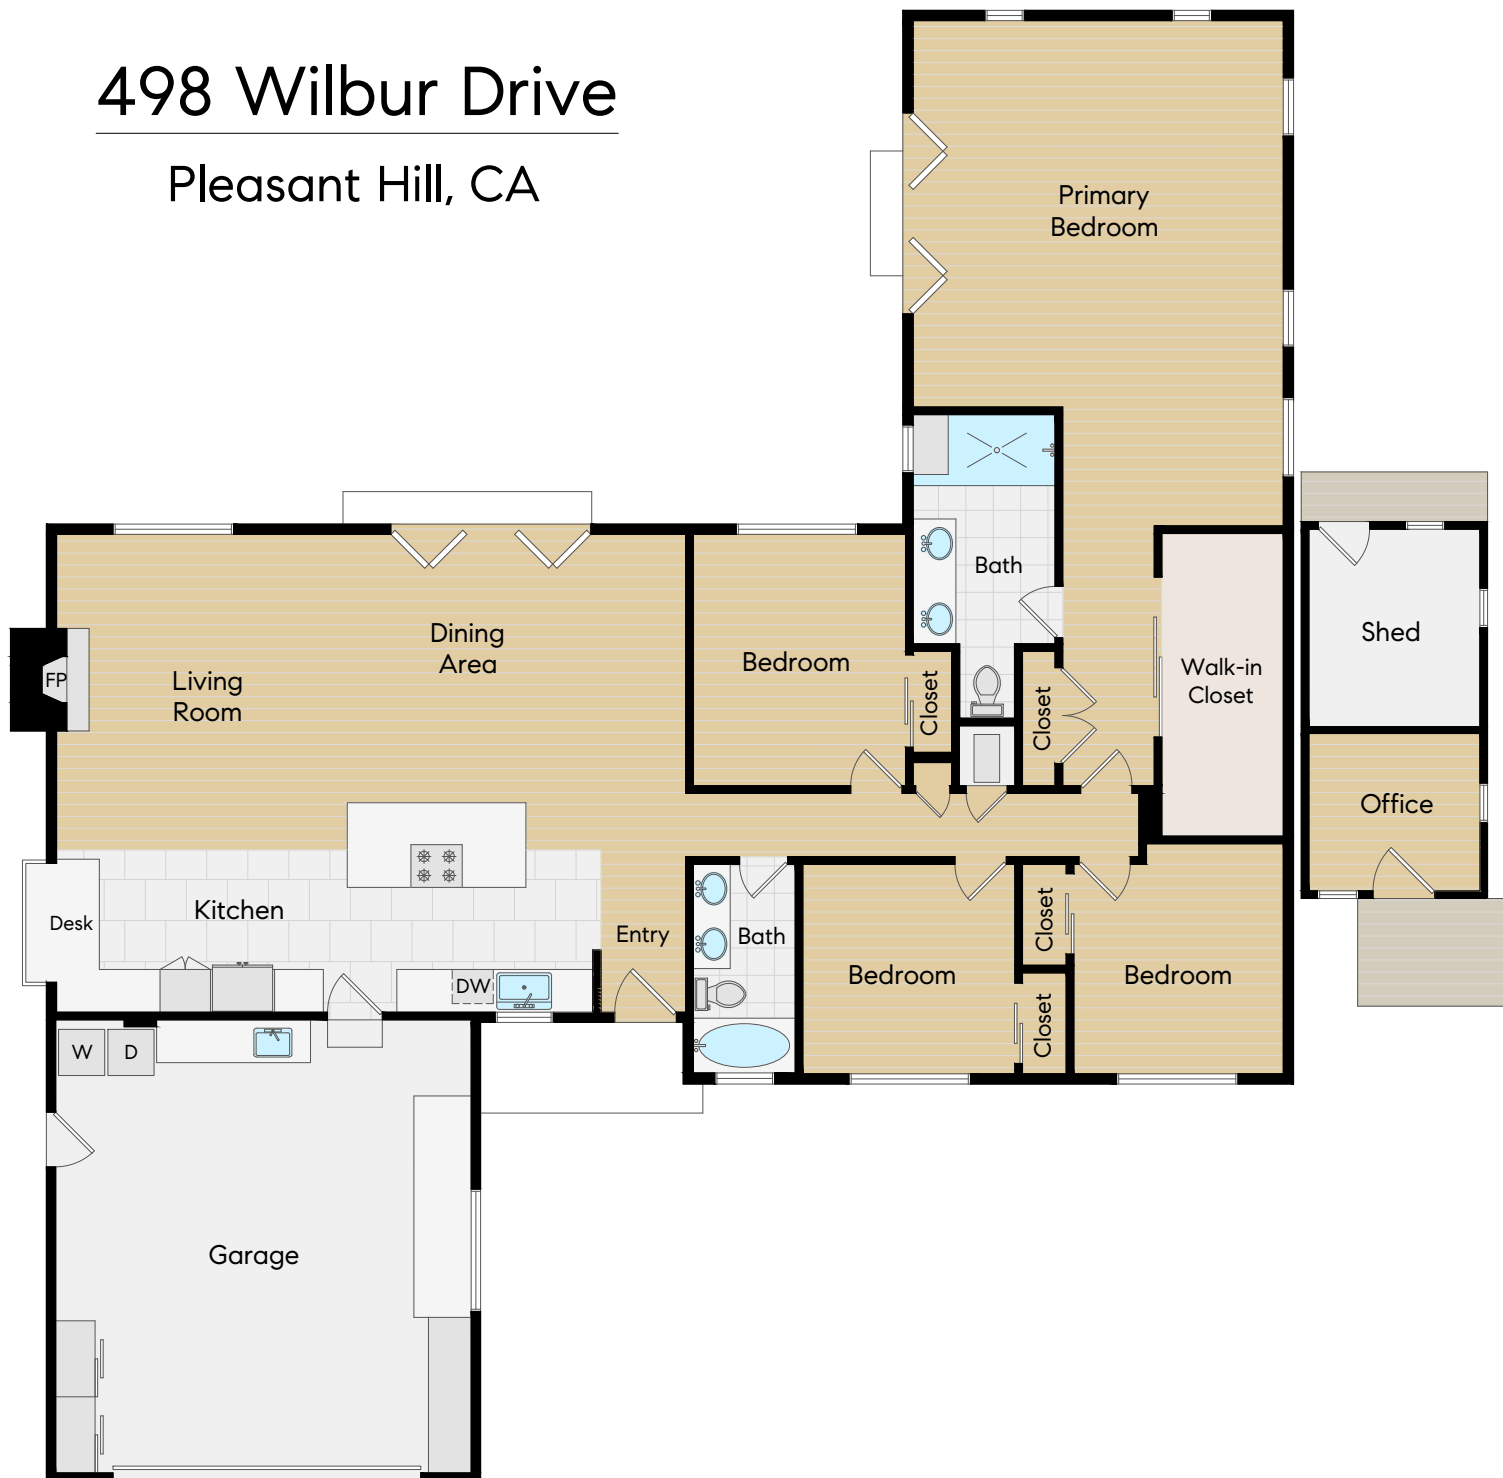 498 Wilbur Drive
Pleasant Hill, CA
Primary
Bedroom
Bath
Dining
Area
Living
Room
FP
Bedroom
Closet
Closet
Walk-in
Closet
Shed
Office
Kitchen
Desk
Entry
DW
Bath
Bedroom
Closet
Closet
Bedroom
W
D
Garage